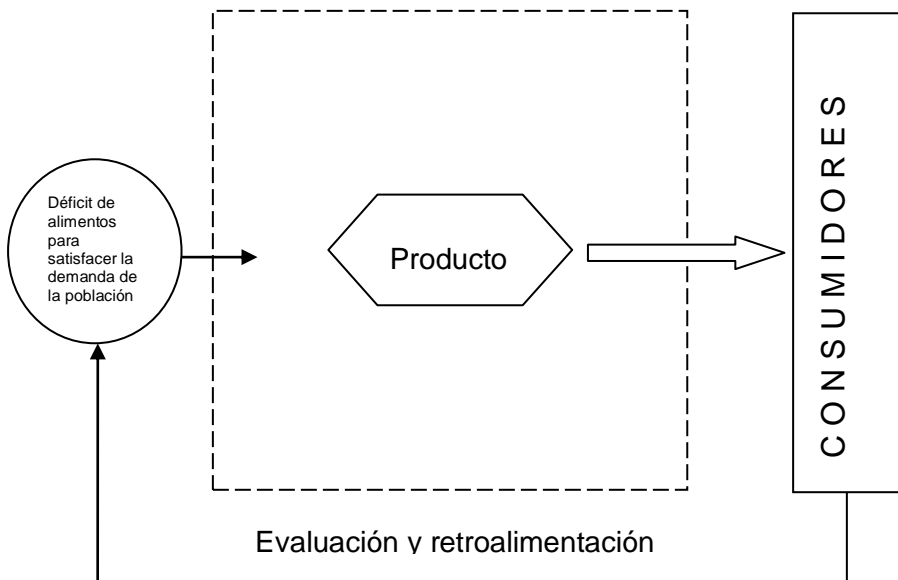 Déficit de
alimentos
para
satisfacer la
demanda de
la población
Producto
CONSUMIDORES
Evaluación y retroalimentación